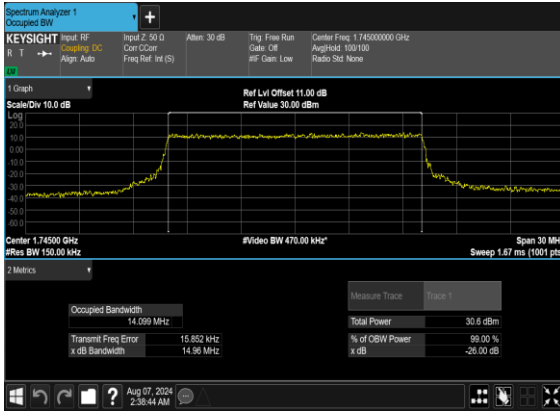 Spectrum Analyzer 1
Occupied BW
+
KEYSIGHT Input: RF Input Z: 50 Ω Atten: 30 dB Trig: Free Run Center Freq: 1.745000000 GHz
R T Coupling: DC Corr CCorr Gate: Off Avg|Hold: 100/100
Align: Auto Freq Ref: Int (S) #IF Gain: Low Radio Std: None
1 Graph Ref Lvl Offset 11.00 dB
Scale/Div 10.0 dB Ref Value 30.00 dBm
Log
20.0
10.0
0.00
-10.0
-20.0
-30.0
-40.0
-50.0
-60.0
Center 1.74500 GHz #Video BW 470.00 kHz* Span 30 MH
#Res BW 150.00 kHz Sweep 1.67 ms (1001 pts
2 Metrics
Measure Trace Trace 1
Occupied Bandwidth
14.099 MHz Total Power 30.6 dBm
Transmit Freq Error 15.852 kHz % of OBW Power 99.00 %
x dB Bandwidth 14.96 MHz x dB -26.00 dB
? Aug 07, 2024
2:38:44 AM